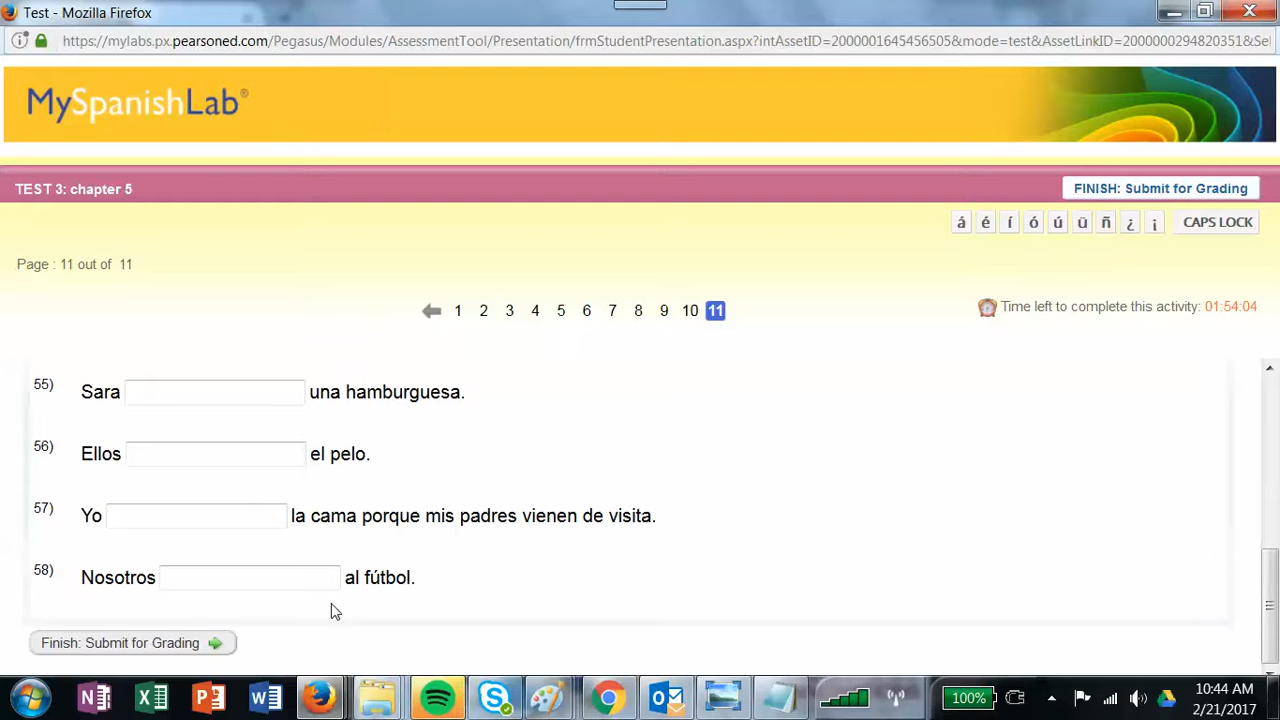 Test - Mozilla Firefox
https://mylabs.px.pearsoned.com/Pegasus/Modules/AssessmentTool/Presentation/frmStudentPresentation.aspx?intAssetID=2000001645456505&mode=test&AssetLinkID=2000000294820351&Sel
MySpanishLab®
TEST 3: chapter 5
FINISH: Submit for Grading
á é í ó ú ü ñ ¿ ¡ CAPS LOCK
Page : 11 out of 11
1 2 3 4 5 6 7 8 9 10 11
Time left to complete this activity: 01:54:04
55) Sara una hamburguesa.
56) Ellos el pelo.
57) Yo la cama porque mis padres vienen de visita.
58) Nosotros al fútbol.
Finish: Submit for Grading
100%
10:44 AM
2/21/2017